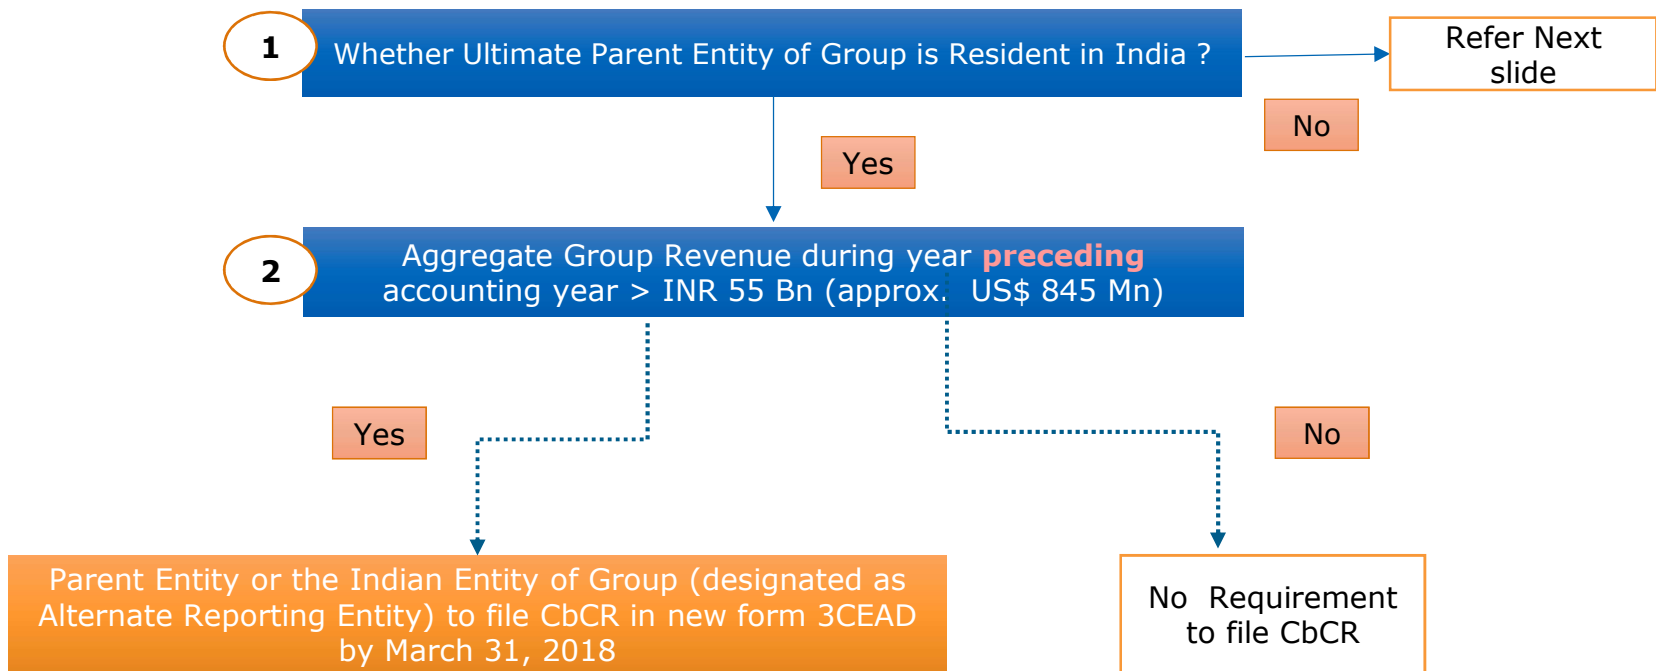 1
Whether Ultimate Parent Entity of Group is Resident in India ?
Refer Next
slide
No
Yes
2
Aggregate Group Revenue during year preceding
accounting year > INR 55 Bn (approx. US$ 845 Mn)
Yes
No
Parent Entity or the Indian Entity of Group (designated as
Alternate Reporting Entity) to file CbCR in new form 3CEAD
by March 31, 2018
No Requirement
to file CbCR